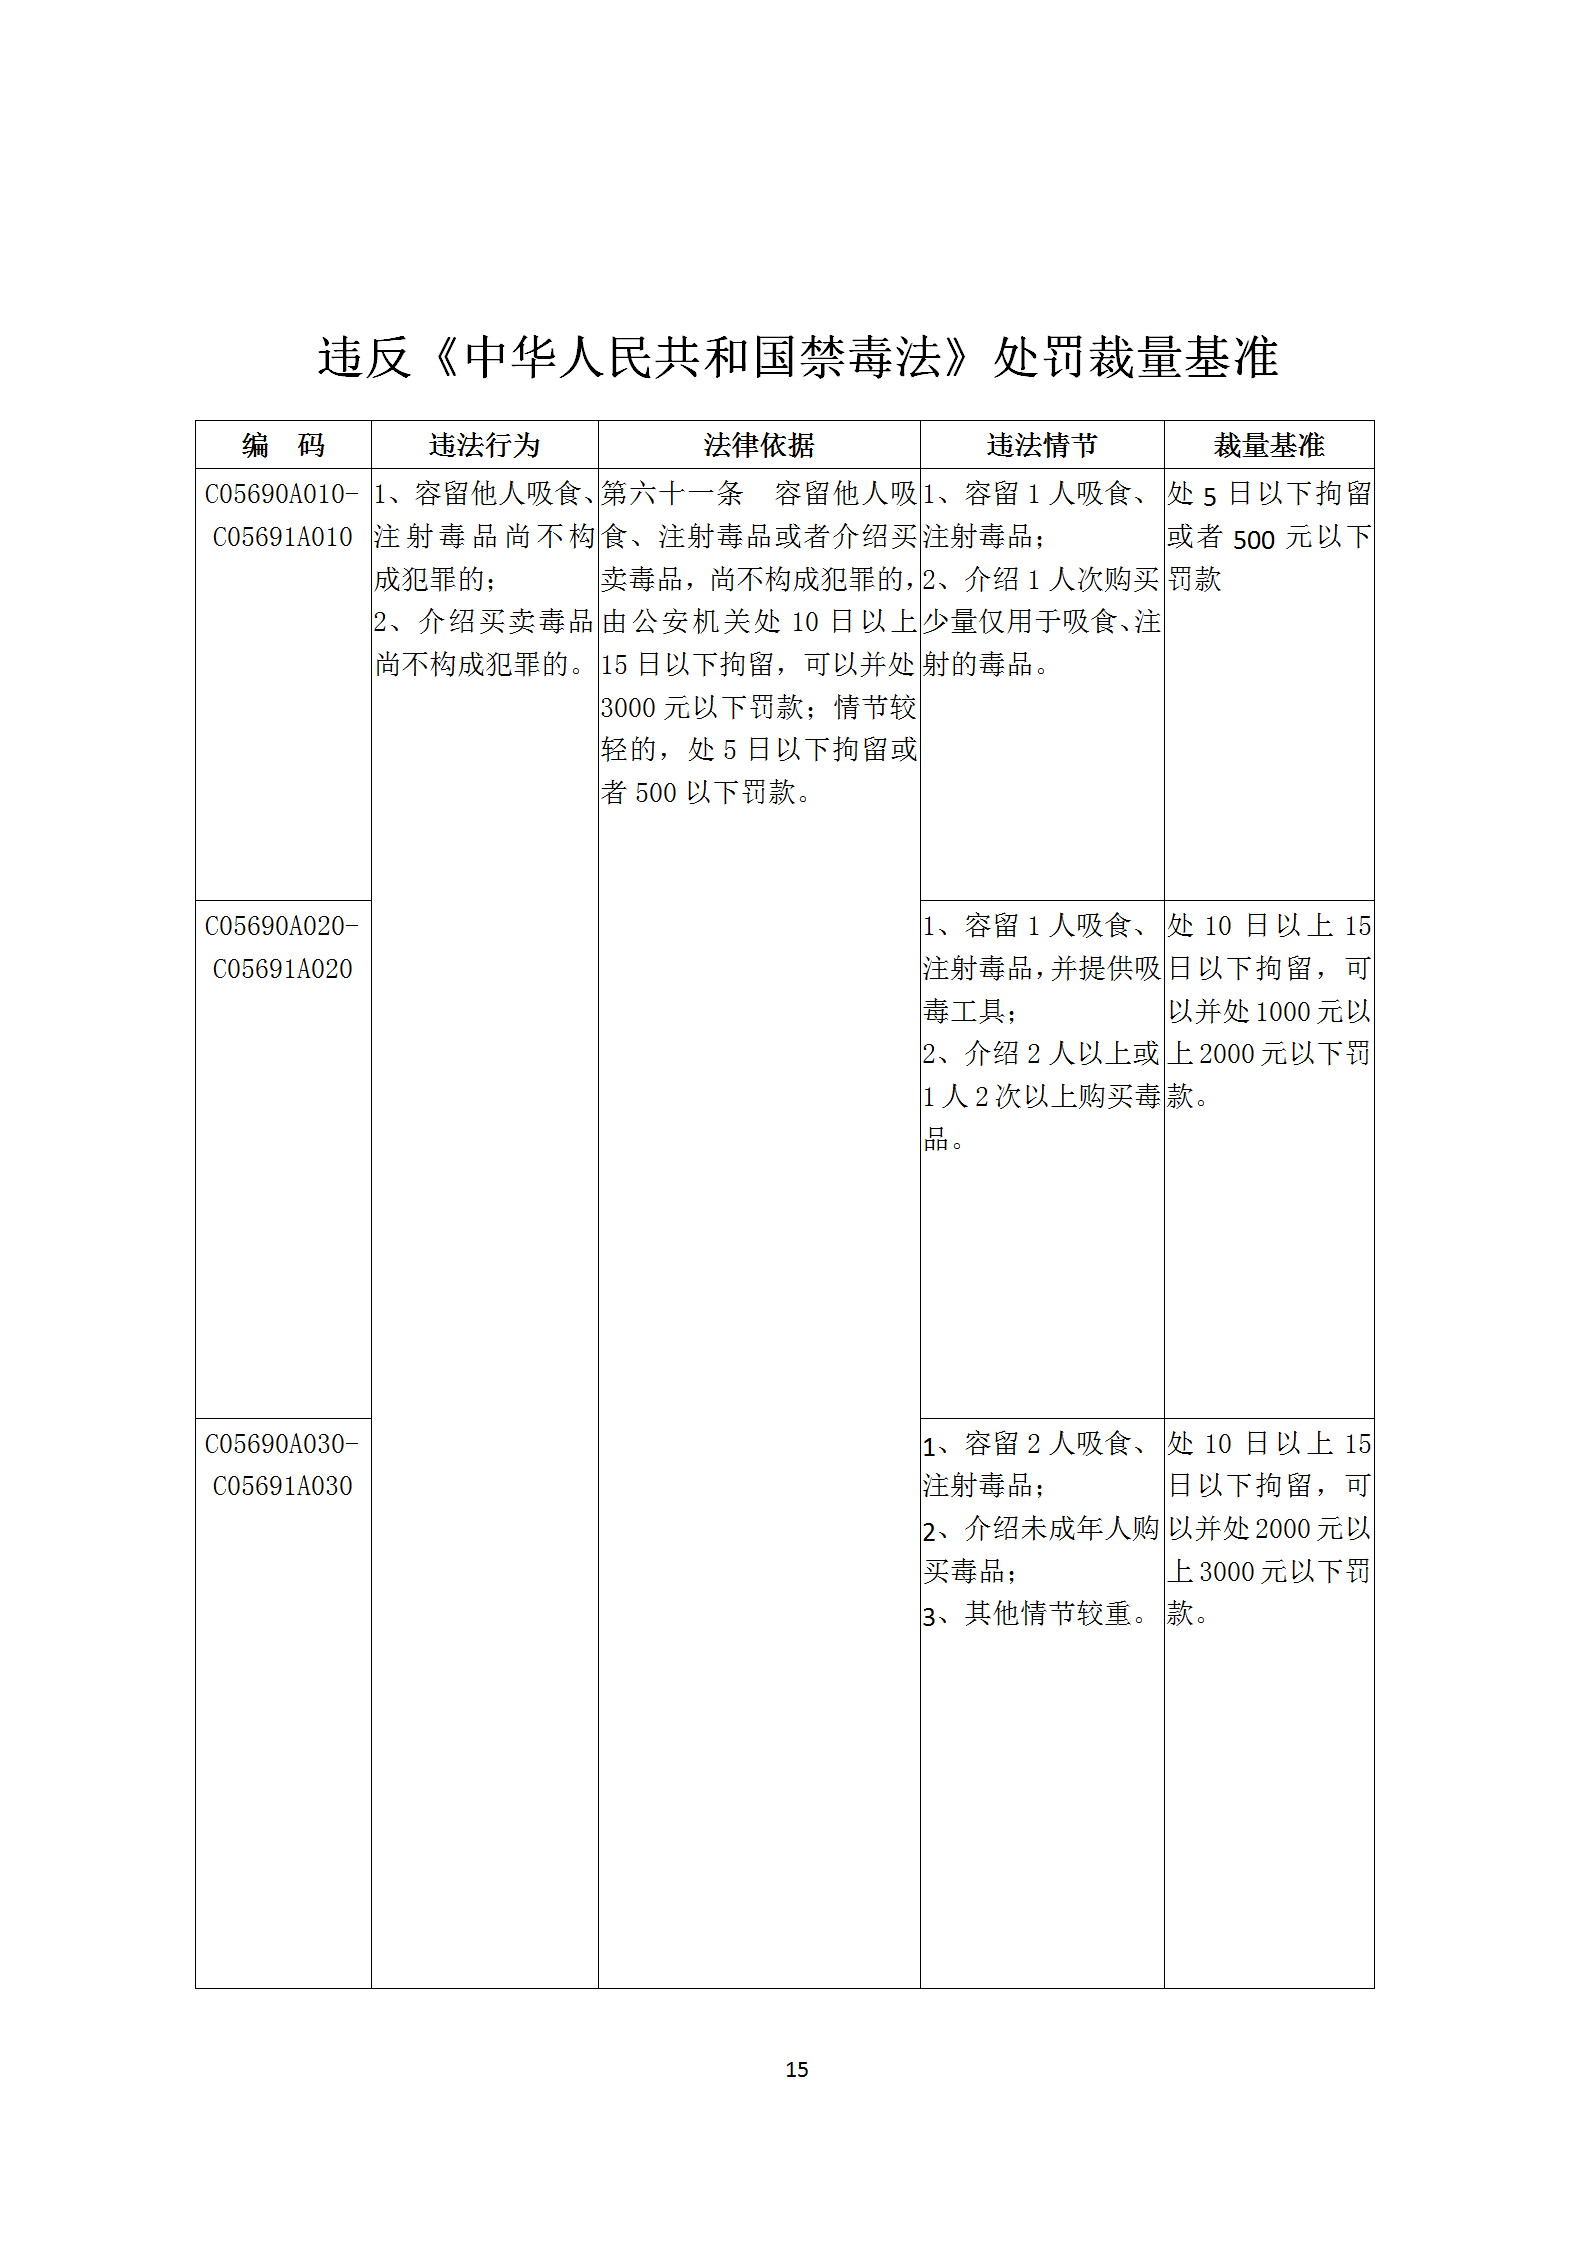 违反《中华人民共和国禁毒法》处罚裁量基准
编　码
违法行为
法律依据
违法情节
裁量基准
C05690A010-
C05691A010
1、容留他人吸食、
注射毒品尚不构
成犯罪的；
2、介绍买卖毒品
尚不构成犯罪的。
第六十一条　容留他人吸
食、注射毒品或者介绍买
卖毒品，尚不构成犯罪的，
由公安机关处 10 日以上
15 日以下拘留，可以并处
3000 元以下罚款；情节较
轻的，处 5 日以下拘留或
者 500 以下罚款。
1、容留 1 人吸食、
注射毒品；
2、介绍 1 人次购买
少量仅用于吸食、注
射的毒品。
处 5 日以下拘留
或者 500 元以下
罚款
C05690A020-
C05691A020
1、容留 1 人吸食、
注射毒品，并提供吸
毒工具；
2、介绍 2 人以上或
1 人 2 次以上购买毒
品。
处 10 日以上 15
日以下拘留，可
以并处 1000 元以
上 2000 元以下罚
款。
C05690A030-
C05691A030
1、容留 2 人吸食、
注射毒品；
2、介绍未成年人购
买毒品；
3、其他情节较重。
处 10 日以上 15
日以下拘留，可
以并处 2000 元以
上 3000 元以下罚
款。
15